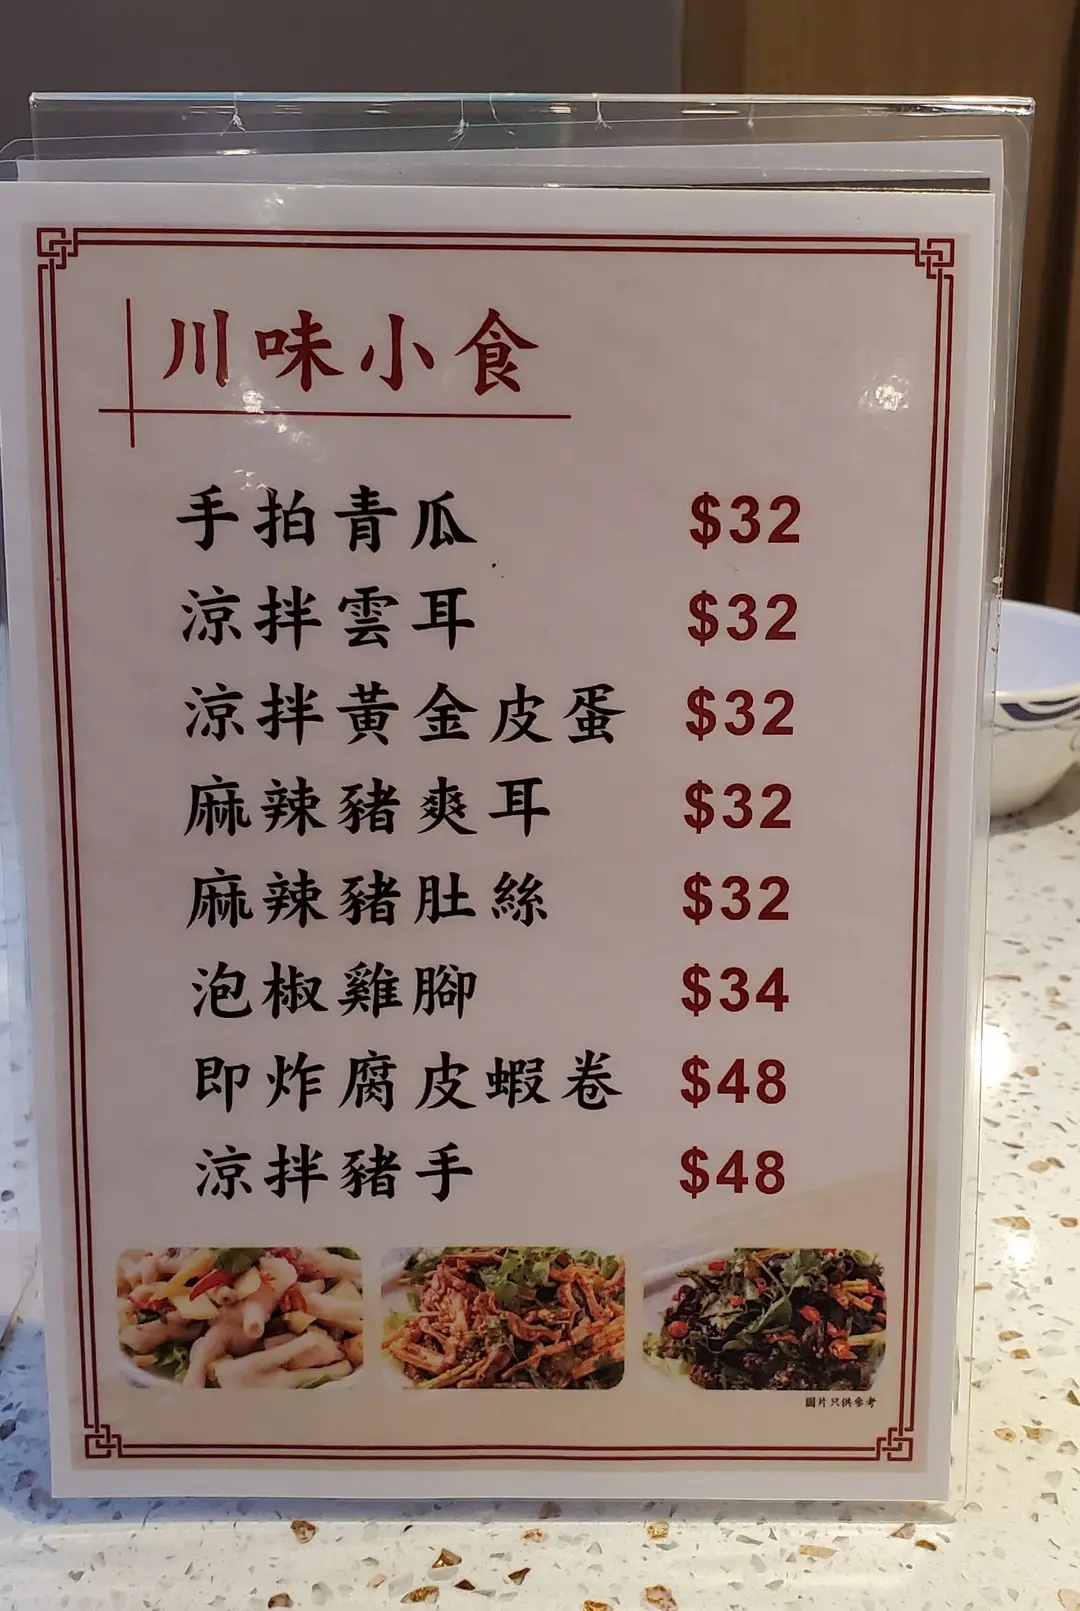 川味小食
手拍青瓜 $32
涼拌雲耳 $32
涼拌黃金皮蛋 $32
麻辣豬爽耳 $32
麻辣豬肚絲 $32
泡椒雞腳 $34
即炸腐皮蝦卷 $48
涼拌豬手 $48
圖片只供參考